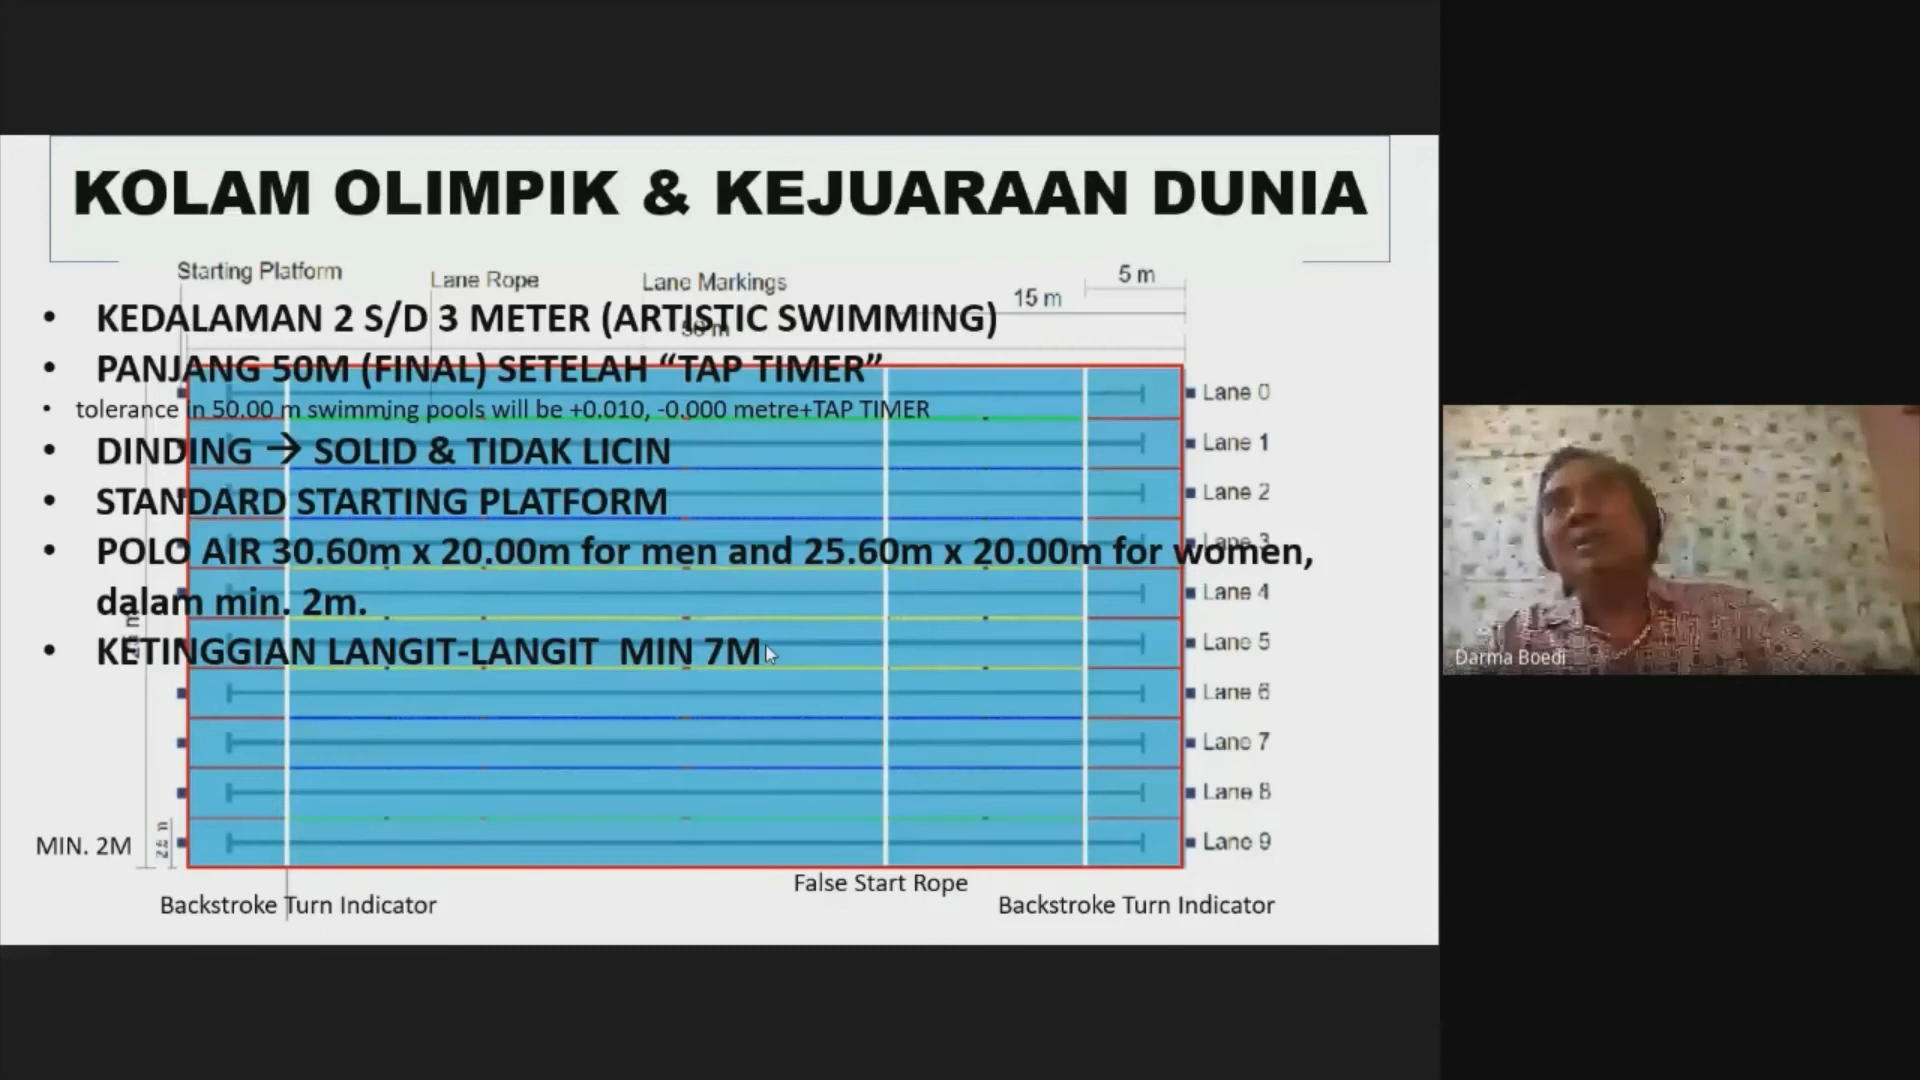 KOLAM OLIMPIK & KEJUARAAN DUNIA
Starting Platform
Lane Rope
Lane Markings
5 m
15 m
50 m
• KEDALAMAN 2 S/D 3 METER (ARTISTIC SWIMMING)
• PANJANG 50M (FINAL) SETELAH “TAP TIMER”
• tolerance in 50.00 m swimming pools will be +0.010, -0.000 metre+TAP TIMER
• DINDING → SOLID & TIDAK LICIN
• STANDARD STARTING PLATFORM
• POLO AIR 30.60m x 20.00m for men and 25.60m x 20.00m for women,
dalam min. 2m.
• KETINGGIAN LANGIT-LANGIT MIN 7M
Lane 0
Lane 1
Lane 2
Lane 3
Lane 4
Lane 5
Lane 6
Lane 7
Lane 8
Lane 9
MIN. 2M
False Start Rope
Backstroke Turn Indicator
Backstroke Turn Indicator
Darma Boedi